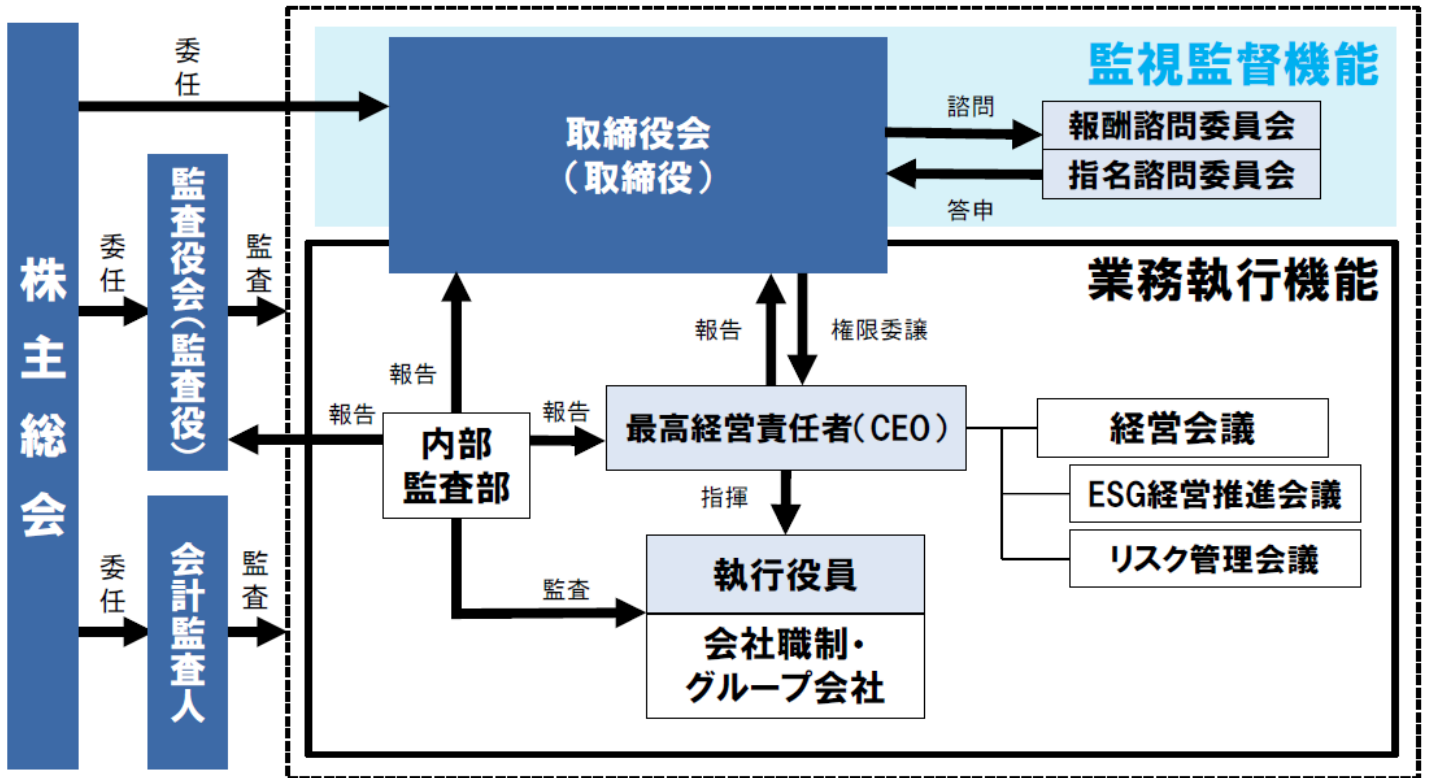 株主総会
委任
取締役会
（取締役）
監視監督機能
諮問
報酬諮問委員会
指名諮問委員会
答申
委任
監査役会（監査役）
監査
業務執行機能
報告
権限委譲
報告
報告
報告
内部
監査部
最高経営責任者（CEO）
経営会議
ESG経営推進会議
リスク管理会議
指揮
執行役員
監査
会社職制・
グループ会社
委任
会計監査人
監査